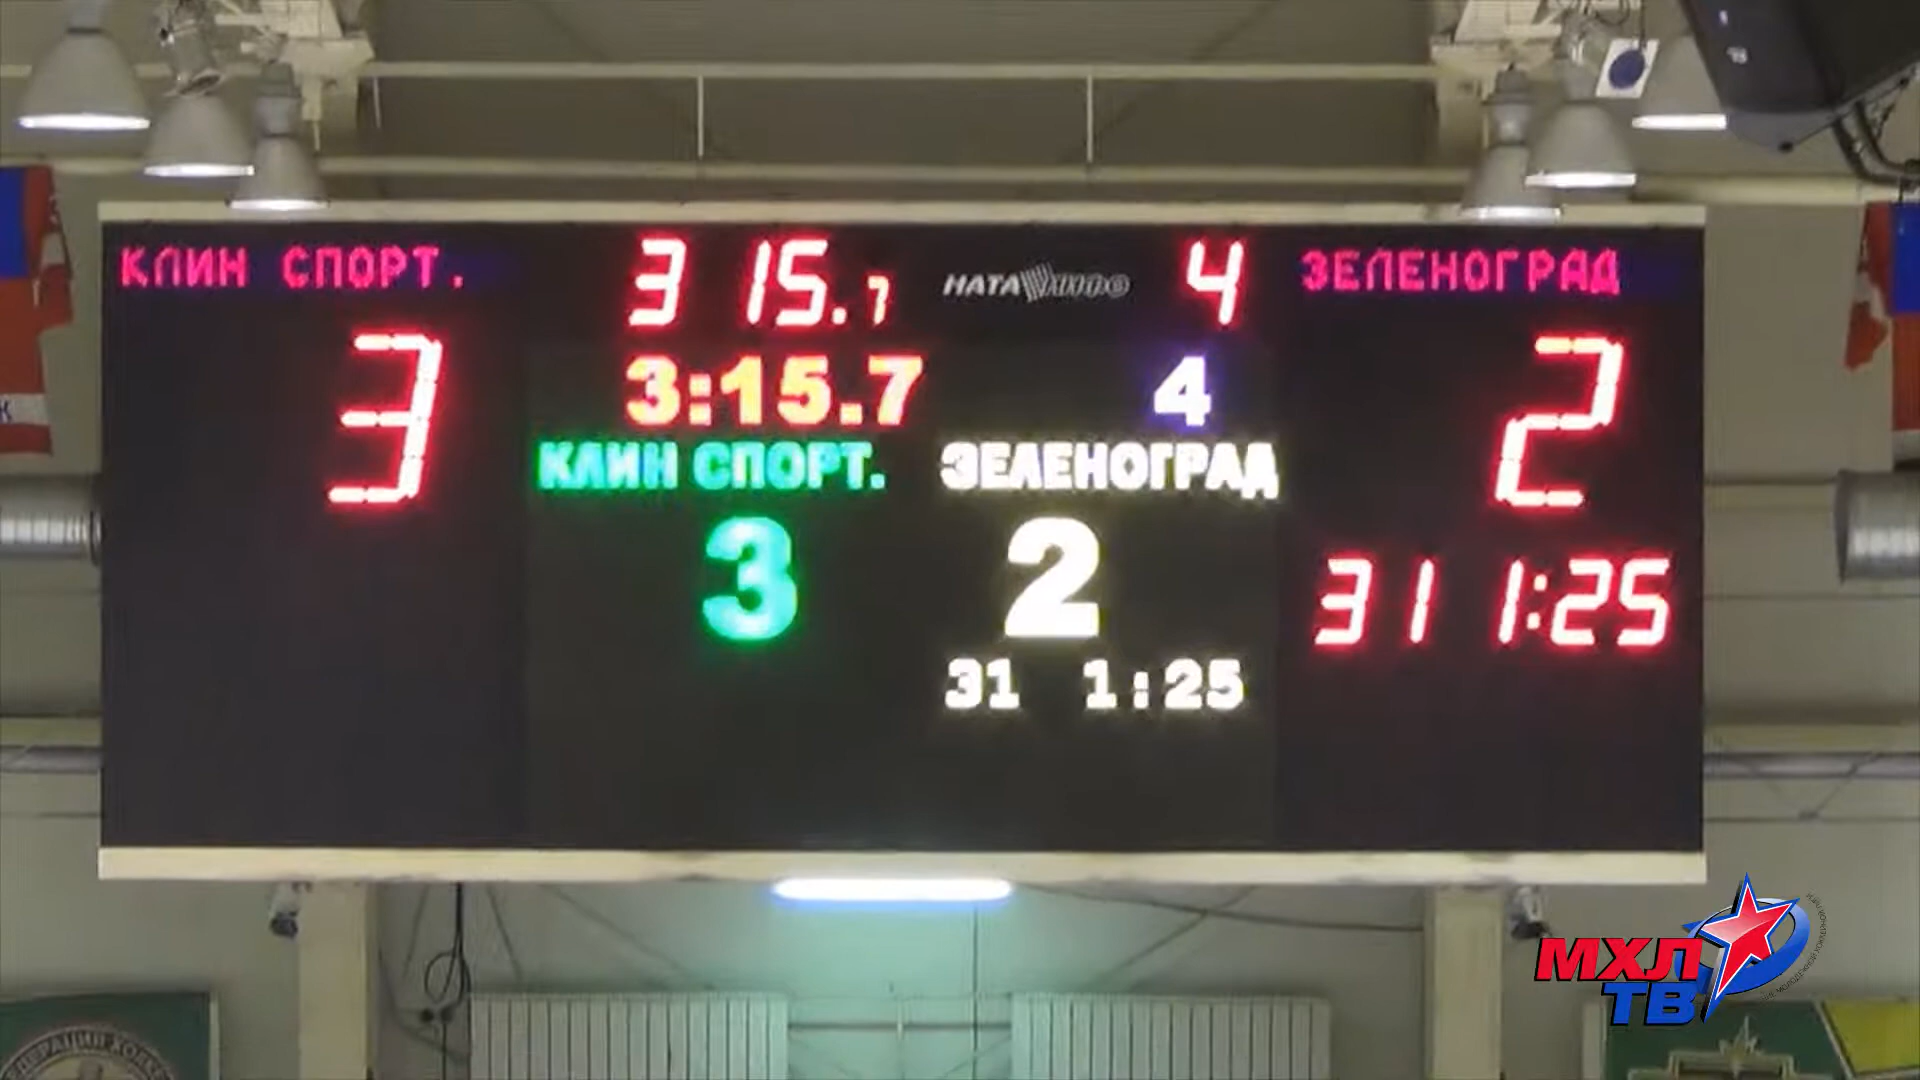 КЛИН СПОРТ. 3 15.7 НАТА ИНФО 4 ЗЕЛЕНОГРАД
3 3:15.7 4 2
КЛИН СПОРТ. ЗЕЛЕНОГРАД
3 2 31 1:25
31 1:25
МХЛ
ТВ